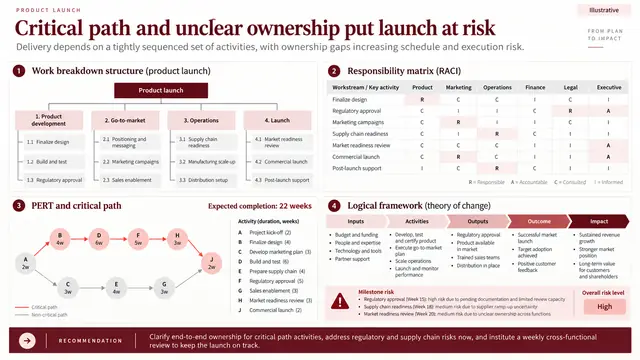 PRODUCT LAUNCH
Critical path and unclear ownership put launch at risk
Delivery depends on a tightly sequenced set of activities, with ownership gaps increasing schedule and execution risk.
Illustrative
FROM PLAN
TO IMPACT
1 Work breakdown structure (product launch)
Product launch
1. Product development
1.1 Finalize design
1.2 Build and test
1.3 Regulatory approval
2. Go-to-market
2.1 Positioning and messaging
2.2 Marketing campaigns
2.3 Sales enablement
3. Operations
3.1 Supply chain readiness
3.2 Manufacturing scale-up
3.3 Distribution setup
4. Launch
4.1 Market readiness review
4.2 Commercial launch
4.3 Post-launch support
2 Responsibility matrix (RACI)
Workstream / Key activity Product Marketing Operations Finance Legal Executive
Finalize design R C C I C I
Regulatory approval C I I I R A
Marketing campaigns C R I I C I
Supply chain readiness C I R C I I
Market readiness review C C C I I A
Commercial launch C R C I C A
Post-launch support C C R I I I
R = Responsible A = Accountable C = Consulted I = Informed
3 PERT and critical path
Expected completion: 22 weeks
A
2w
B
4w
D
6w
F
5w
H
3w
J
2w
C
3w
E
4w
G
3w
Critical path
Non-critical path
Activity (duration, weeks)
A Project kick-off (2)
B Finalize design (4)
C Develop marketing plan (3)
D Build and test (6)
E Prepare supply chain (4)
F Regulatory approval (5)
G Sales enablement (3)
H Market readiness review (3)
J Commercial launch (2)
4 Logical framework (theory of change)
Inputs
Activities
Outputs
Outcome
Impact
• Budget and funding
• People and expertise
• Technology and tools
• Partner support
• Develop, test and certify product
• Execute go-to-market plan
• Scale operations
• Launch and monitor performance
• Regulatory approval
• Product available in market
• Trained sales teams
• Distribution in place
• Successful market launch
• Target adoption achieved
• Positive customer feedback
• Sustained revenue growth
• Stronger market position
• Long-term value for customers and shareholders
Milestone risk
• Regulatory approval (Week 15): high risk due to pending documentation and limited review capacity
• Supply chain readiness (Week 18): medium risk due to supplier ramp-up uncertainty
• Market readiness review (Week 20): medium risk due to unclear ownership across functions
Overall risk level
High
RECOMMENDATION
Clarify end-to-end ownership for critical path activities, address regulatory and supply chain risks now, and institute a weekly cross-functional
review to keep the launch on track.